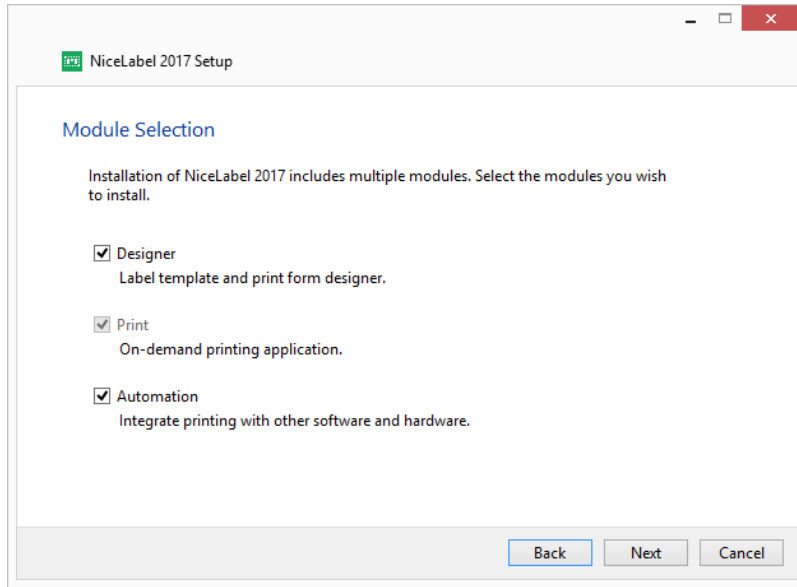 NiceLabel 2017 Setup
Module Selection
Installation of NiceLabel 2017 includes multiple modules. Select the modules you wish
to install.
Designer
Label template and print form designer.
Print
On-demand printing application.
Automation
Integrate printing with other software and hardware.
Back Next Cancel